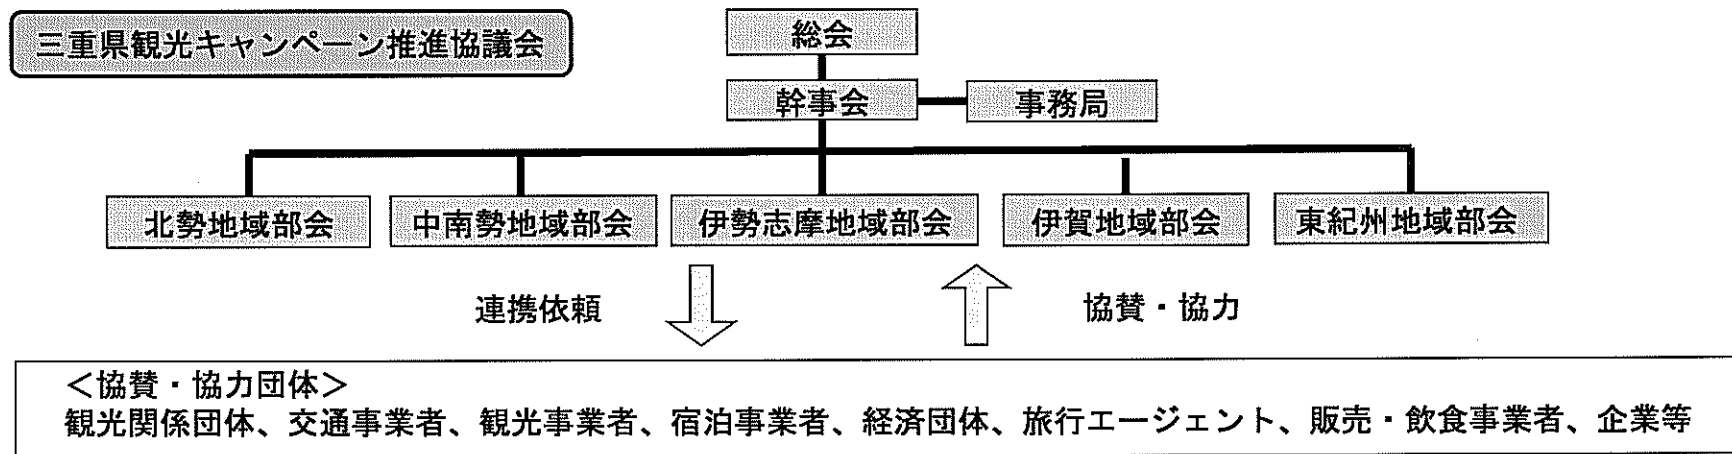 三重県観光キャンペーン推進協議会
総会
幹事会
事務局
北勢地域部会
中南勢地域部会
伊勢志摩地域部会
伊賀地域部会
東紀州地域部会
連携依頼
協賛・協力
＜協賛・協力団体＞
観光関係団体、交通事業者、観光事業者、宿泊事業者、経済団体、旅行エージェント、販売・飲食事業者、企業等